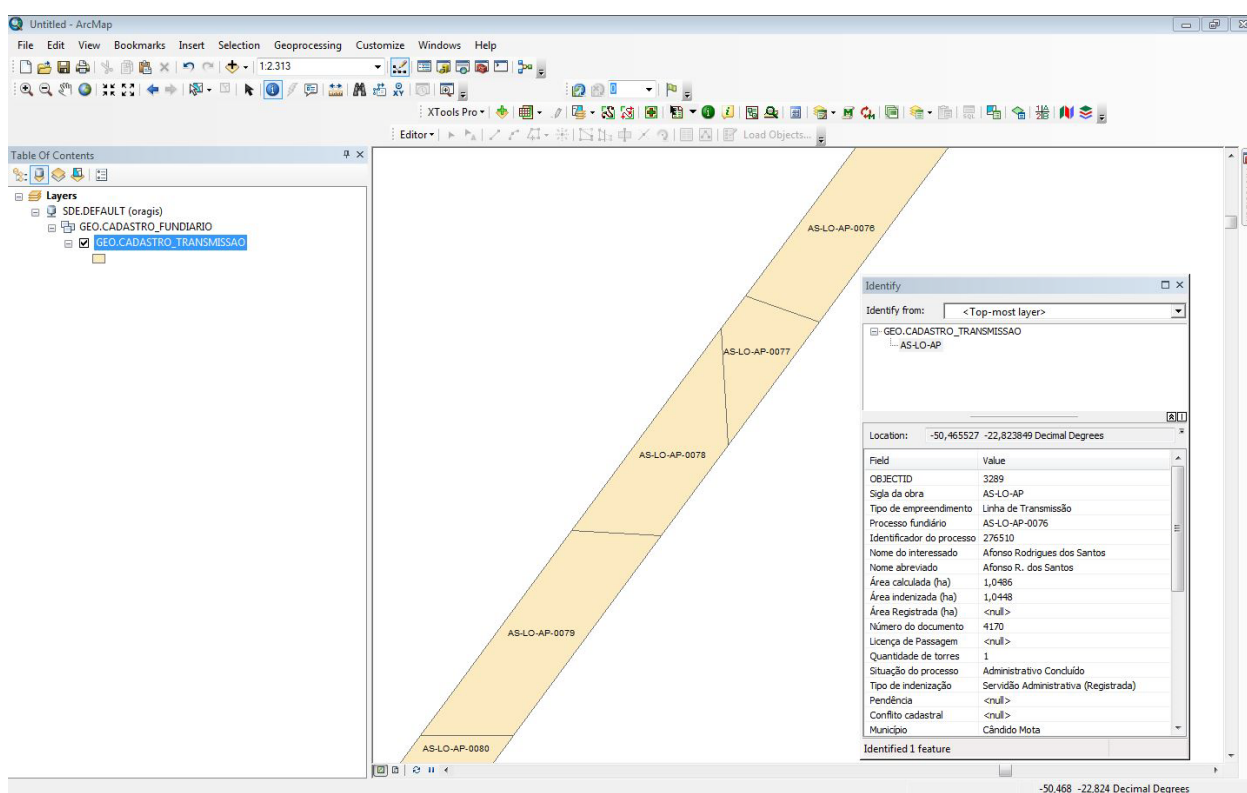 Untitled - ArcMap
File Edit View Bookmarks Insert Selection Geoprocessing Customize Windows Help
1:2.313
XTools Pro
Editor Load Objects...
Table Of Contents
Layers
SDE.DEFAULT (oragis)
GEO.CADASTRO_FUNDIARIO
GEO.CADASTRO_TRANSMISSAO
AS-LO-AP-0076
AS-LO-AP-0077
AS-LO-AP-0078
AS-LO-AP-0079
AS-LO-AP-0080
Identify
Identify from: <Top-most layer>
GEO.CADASTRO_TRANSMISSAO
AS-LO-AP
Location: -50,465527 -22,823849 Decimal Degrees
Field Value
OBJECTID 3289
Sigla da obra AS-LO-AP
Tipo de empreendimento Linha de Transmissão
Processo fundiário AS-LO-AP-0076
Identificador do processo 276510
Nome do interessado Afonso Rodrigues dos Santos
Nome abreviado Afonso R. dos Santos
Área calculada (ha) 1,0486
Área indenizada (ha) 1,0448
Área Registrada (ha) <null>
Número do documento 4170
Licença de Passagem <null>
Quantidade de torres 1
Situação do processo Administrativo Concluído
Tipo de indenização Servidão Administrativa (Registrada)
Pendência <null>
Conflito cadastral <null>
Município Cândido Mota
Identified 1 feature
-50,468 -22,824 Decimal Degrees